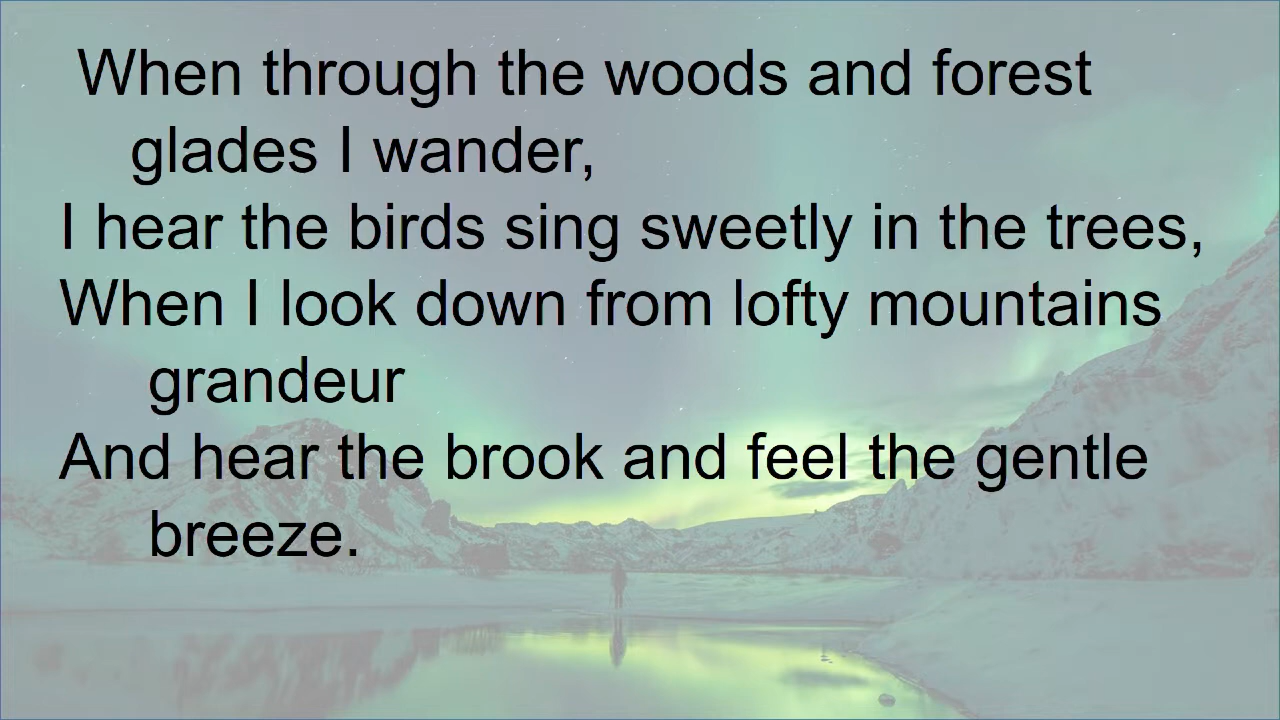 When through the woods and forest
glades I wander,
I hear the birds sing sweetly in the trees,
When I look down from lofty mountains
grandeur
And hear the brook and feel the gentle
breeze.